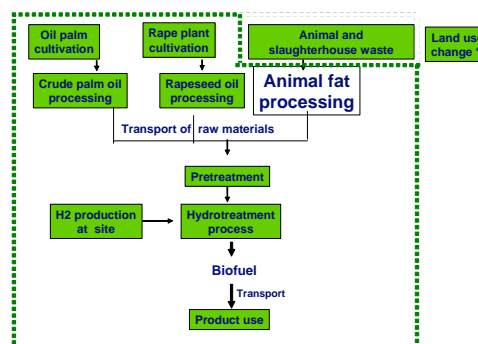 Oil palm
cultivation
Rape plant
cultivation
Animal and
slaughterhouse waste
Land use
change
Crude palm oil
processing
Rapeseed oil
processing
Animal fat
processing
Transport of raw materials
Pretreatment
H2 production
at site
Hydrotreatment
process
Biofuel
Transport
Product use